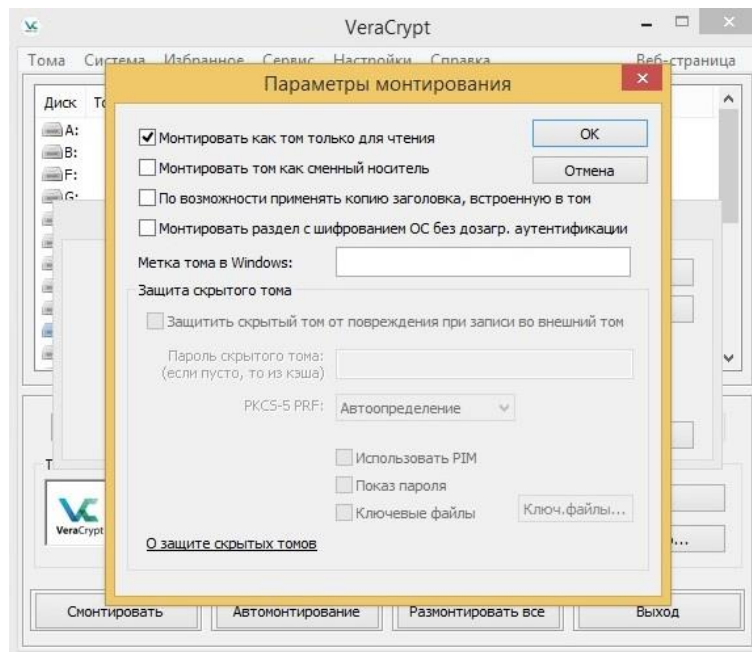 VeraCrypt
Тома Система Избранное Сервис Настройки Справка Веб-страница
Параметры монтирования
Диск
A:
B:
F:
G:
Монтировать как том только для чтения
OK
Монтировать том как сменный носитель
Отмена
По возможности применять копию заголовка, встроенную в том
Монтировать раздел с шифрованием ОС без дозагр. аутентификации
Метка тома в Windows:
Защита скрытого тома
Защитить скрытый том от повреждения при записи во внешний том
Пароль скрытого тома:
(если пусто, то из кэша)
PKCS-5 PRF: Автоопределение
Использовать PIM
Показ пароля
Ключевые файлы
Ключ.файлы...
О защите скрытых томов
VeraCrypt
Смонтировать
Автомонтирование
Размонтировать все
Выход